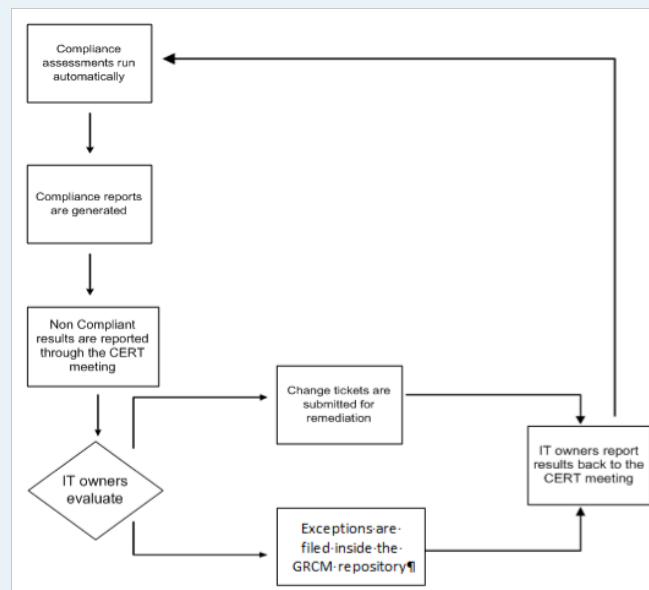 Compliance
assessments run
automatically
Compliance reports
are generated
Non Compliant
results are reported
through the CERT
meeting
IT owners
evaluate
Change tickets are
submitted for
remediation
Exceptions·are·
filed·inside·the·
GRCM·repository¶
IT owners report
results back to the
CERT meeting